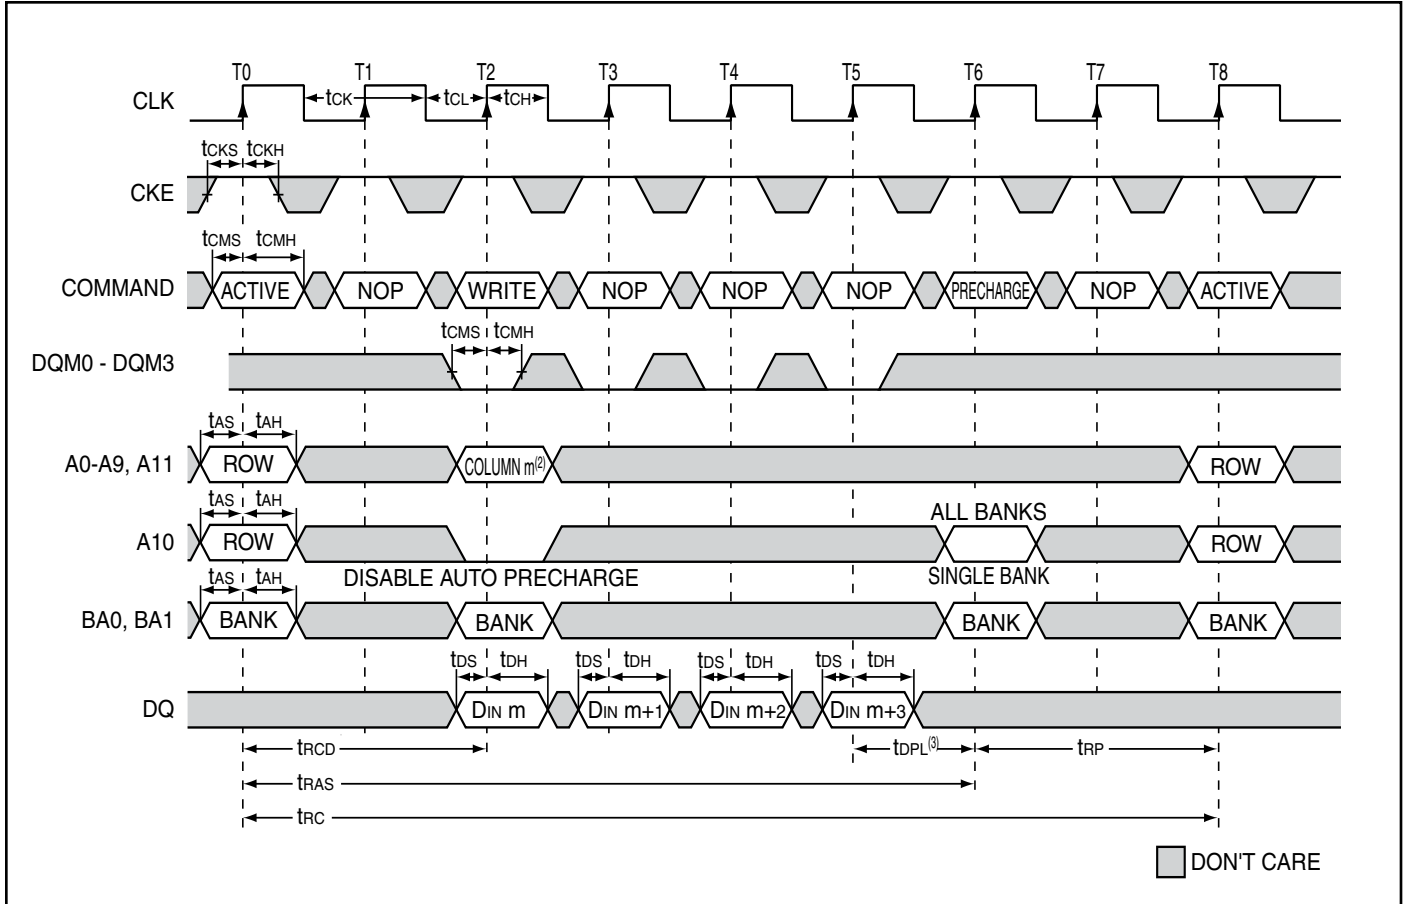 T0 T1 T2 T3 T4 T5 T6 T7 T8
CLK tCK tCL tCH
tCKS tCKH
CKE
tCMS tCMH
COMMAND ACTIVE NOP WRITE NOP NOP NOP PRECHARGE NOP ACTIVE
tCMS tCMH
DQM0 - DQM3
tAS tAH
A0-A9, A11 ROW COLUMN m(2) ROW
tAS tAH ALL BANKS
A10 ROW ROW
tAS tAH DISABLE AUTO PRECHARGE SINGLE BANK
BA0, BA1 BANK BANK BANK BANK
tDS tDH tDS tDH tDS tDH tDS tDH
DQ DIN m DIN m+1 DIN m+2 DIN m+3
tRCD tDPL(3) tRP
tRAS
tRC
DON'T CARE